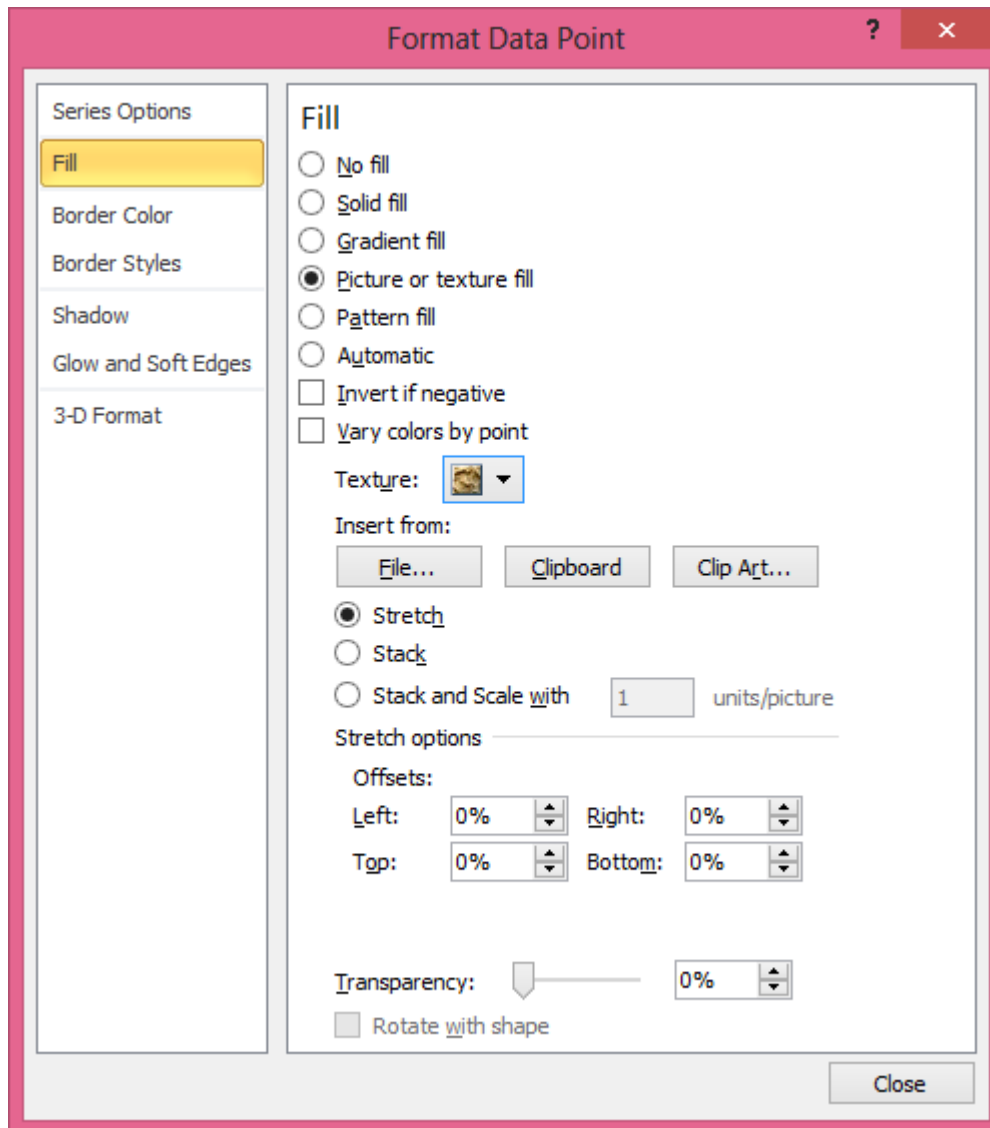 Format Data Point
?
Series Options
Fill
Border Color
Border Styles
Shadow
Glow and Soft Edges
3-D Format
Fill
No fill
Solid fill
Gradient fill
Picture or texture fill
Pattern fill
Automatic
Invert if negative
Vary colors by point
Texture:
Insert from:
File... Clipboard Clip Art...
Stretch
Stack
Stack and Scale with 1 units/picture
Stretch options
Offsets:
Left: 0% Right: 0%
Top: 0% Bottom: 0%
Transparency: 0%
Rotate with shape
Close